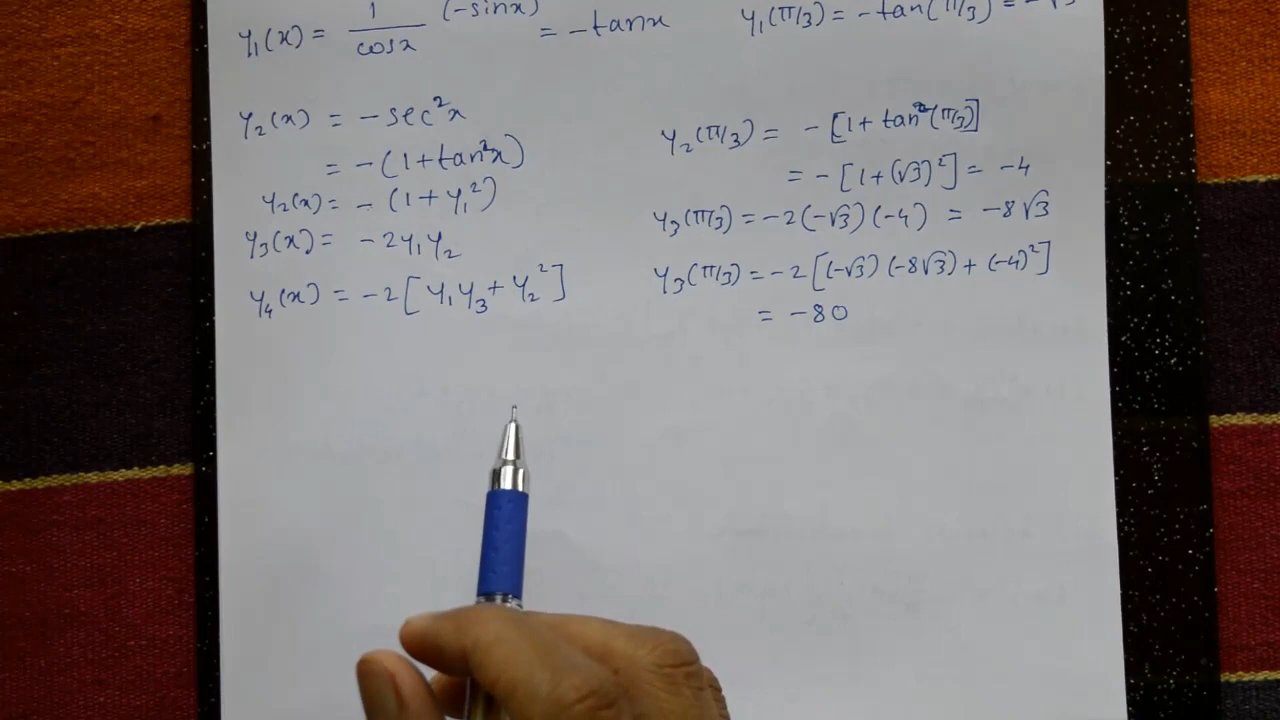 y₁(x) = 1/cosx (-sinx) = -tanx
y₁(π/3) = -tan(π/3) = -√3
y₂(x) = -sec²x
= -(1+tan²x)
y₂(x) = -(1+y₁²)
y₃(x) = -2y₁y₂
y₄(x) = -2[y₁y₃+y₂²]
y₂(π/3) = -[1+tan²(π/3)]
= -[1+(√3)²] = -4
y₃(π/3) = -2(-√3)(-4) = -8√3
y₃(π/3) = -2[(-√3)(-8√3)+(-4)²]
= -80